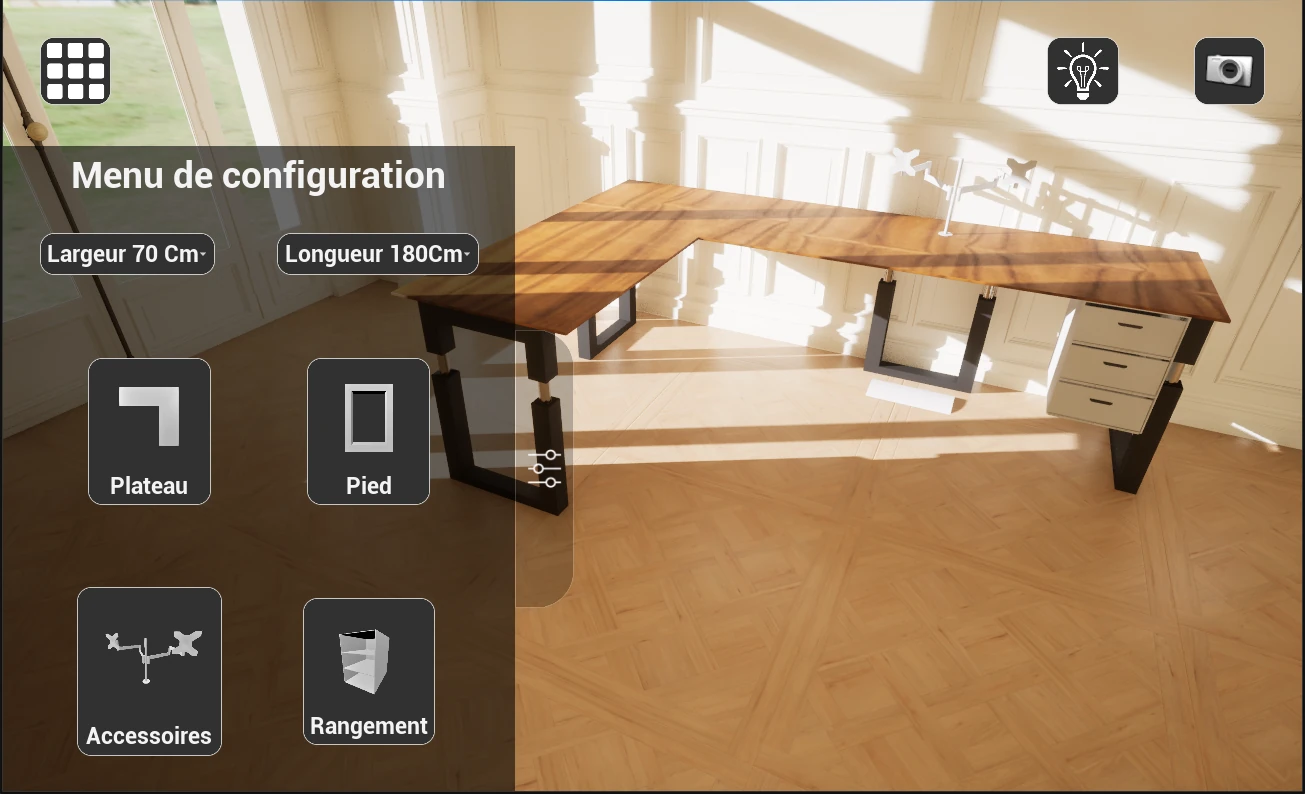 Menu de configuration
Largeur 70 Cm
Longueur 180Cm
Plateau
Pied
Accessoires
Rangement